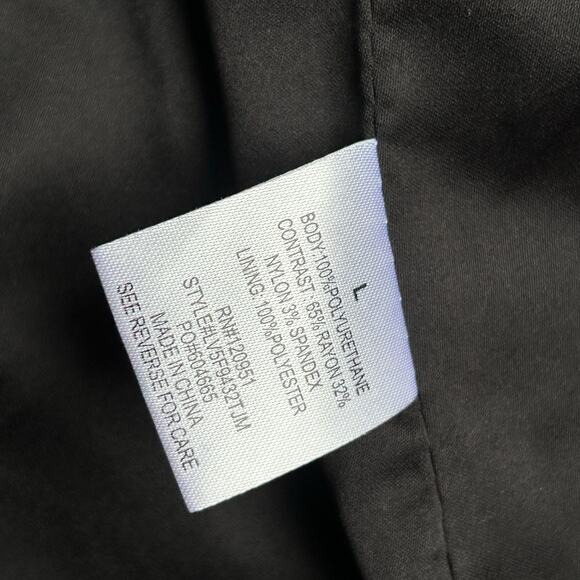 L
BODY:100%POLYURETHANE
CONTRAST: 65% RAYON 32%
NYLON 3% SPANDEX
LINING:100%POLYESTER
RN#120951
STYLE#LV5F9432TJM
PO#604665
MADE IN CHINA
SEE REVERSE FOR CARE